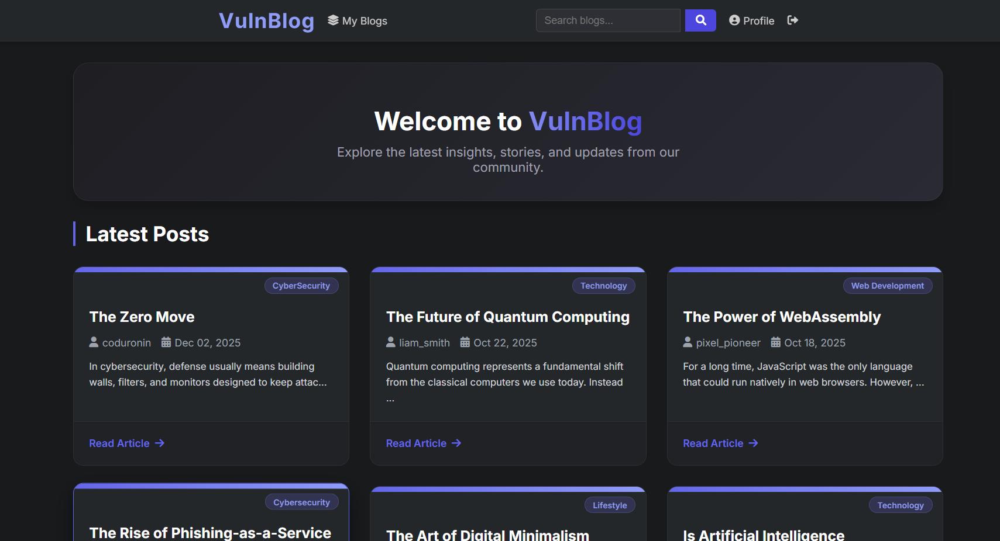 VulnBlog
My Blogs
Search blogs...
Profile
Welcome to VulnBlog
Explore the latest insights, stories, and updates from our
community.
Latest Posts
CyberSecurity
The Zero Move
coduronin Dec 02, 2025
In cybersecurity, defense usually means building
walls, filters, and monitors designed to keep attac...
Read Article
Technology
The Future of Quantum Computing
liam_smith Oct 22, 2025
Quantum computing represents a fundamental shift
from the classical computers we use today. Instead
...
Read Article
Web Development
The Power of WebAssembly
pixel_pioneer Oct 18, 2025
For a long time, JavaScript was the only language
that could run natively in web browsers. However, ...
Read Article
Cybersecurity
The Rise of Phishing-as-a-Service
Lifestyle
The Art of Digital Minimalism
Technology
Is Artificial Intelligence